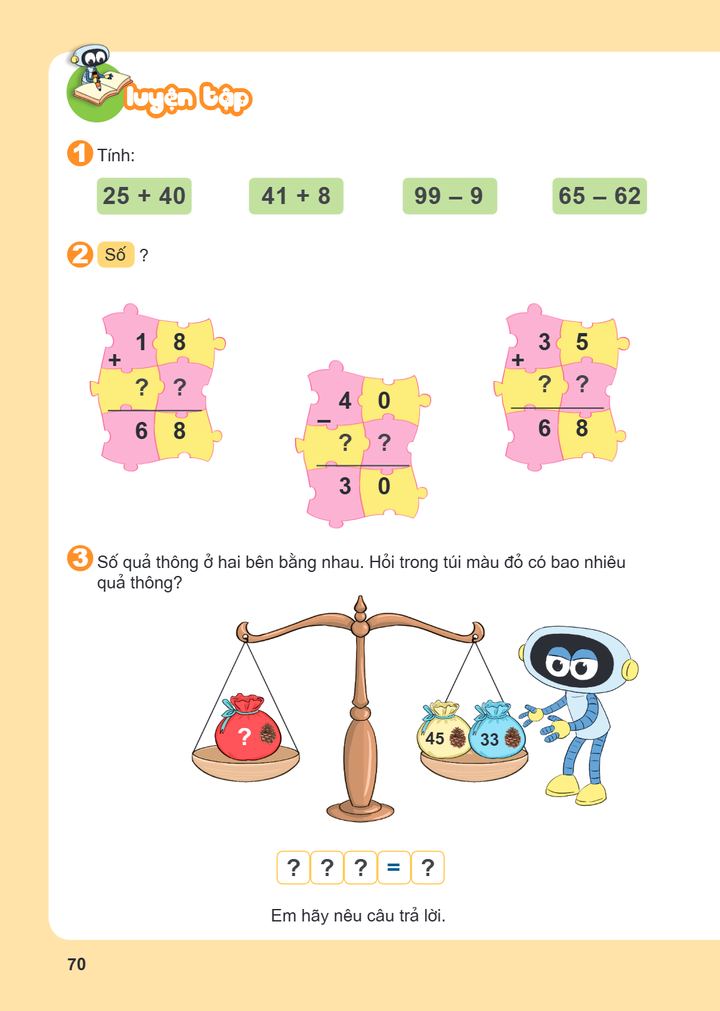 luyện tập
1 Tính:
25 + 40 41 + 8 99 – 9 65 – 62
2 Số ?
1 8
+
? ?
6 8
4 0
–
? ?
3 0
3 5
+
? ?
6 8
3 Số quả thông ở hai bên bằng nhau. Hỏi trong túi màu đỏ có bao nhiêu
quả thông?
? 45 33
? ? ? = ?
Em hãy nêu câu trả lời.
70